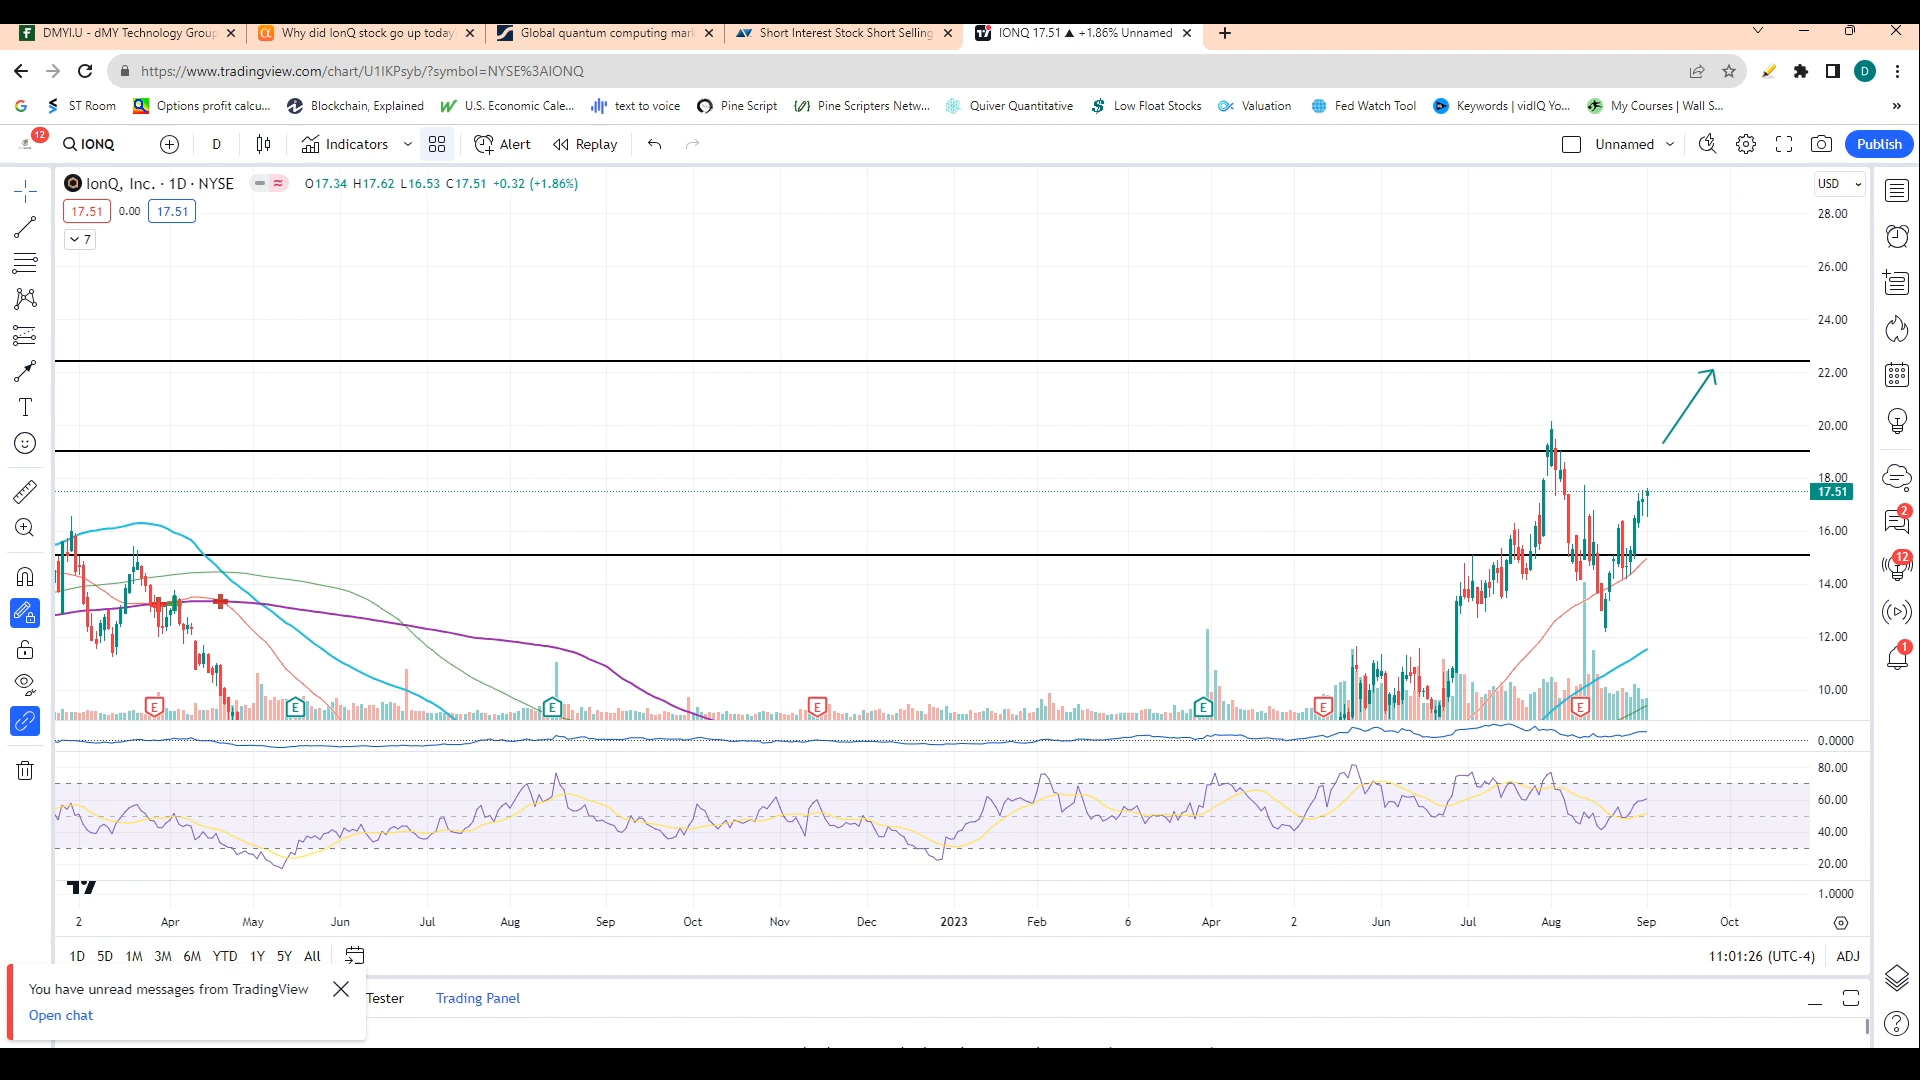 DMYI.U - dMY Technology Group
Why did IonQ stock go up today
Global quantum computing mar
Short Interest Stock Short Selling
IONQ 17.51 ▲ +1.86% Unnamed
https://www.tradingview.com/chart/U1IKPsyb/?symbol=NYSE%3AIONQ
D
ST Room
Options profit calcu...
Blockchain, Explained
U.S. Economic Cale...
text to voice
Pine Script
Pine Scripters Netw...
Quiver Quantitative
Low Float Stocks
Valuation
Fed Watch Tool
Keywords | vidIQ Yo...
My Courses | Wall S...
»
12
IONQ
D
Indicators
Alert
Replay
Unnamed
Publish
IonQ, Inc. · 1D · NYSE
O17.34 H17.62 L16.53 C17.51 +0.32 (+1.86%)
USD
17.51
0.00
17.51
7
28.00
26.00
24.00
22.00
20.00
18.00
17.51
16.00
14.00
12.00
10.00
E
E
E
E
E
E
E
0.0000
80.00
60.00
40.00
20.00
1.0000
2
12
1
2
Apr
May
Jun
Jul
Aug
Sep
Oct
Nov
Dec
2023
Feb
6
Apr
2
Jun
Jul
Aug
Sep
Oct
1D
5D
1M
3M
6M
YTD
1Y
5Y
All
11:01:26 (UTC-4)
ADJ
You have unread messages from TradingView
Open chat
Tester
Trading Panel